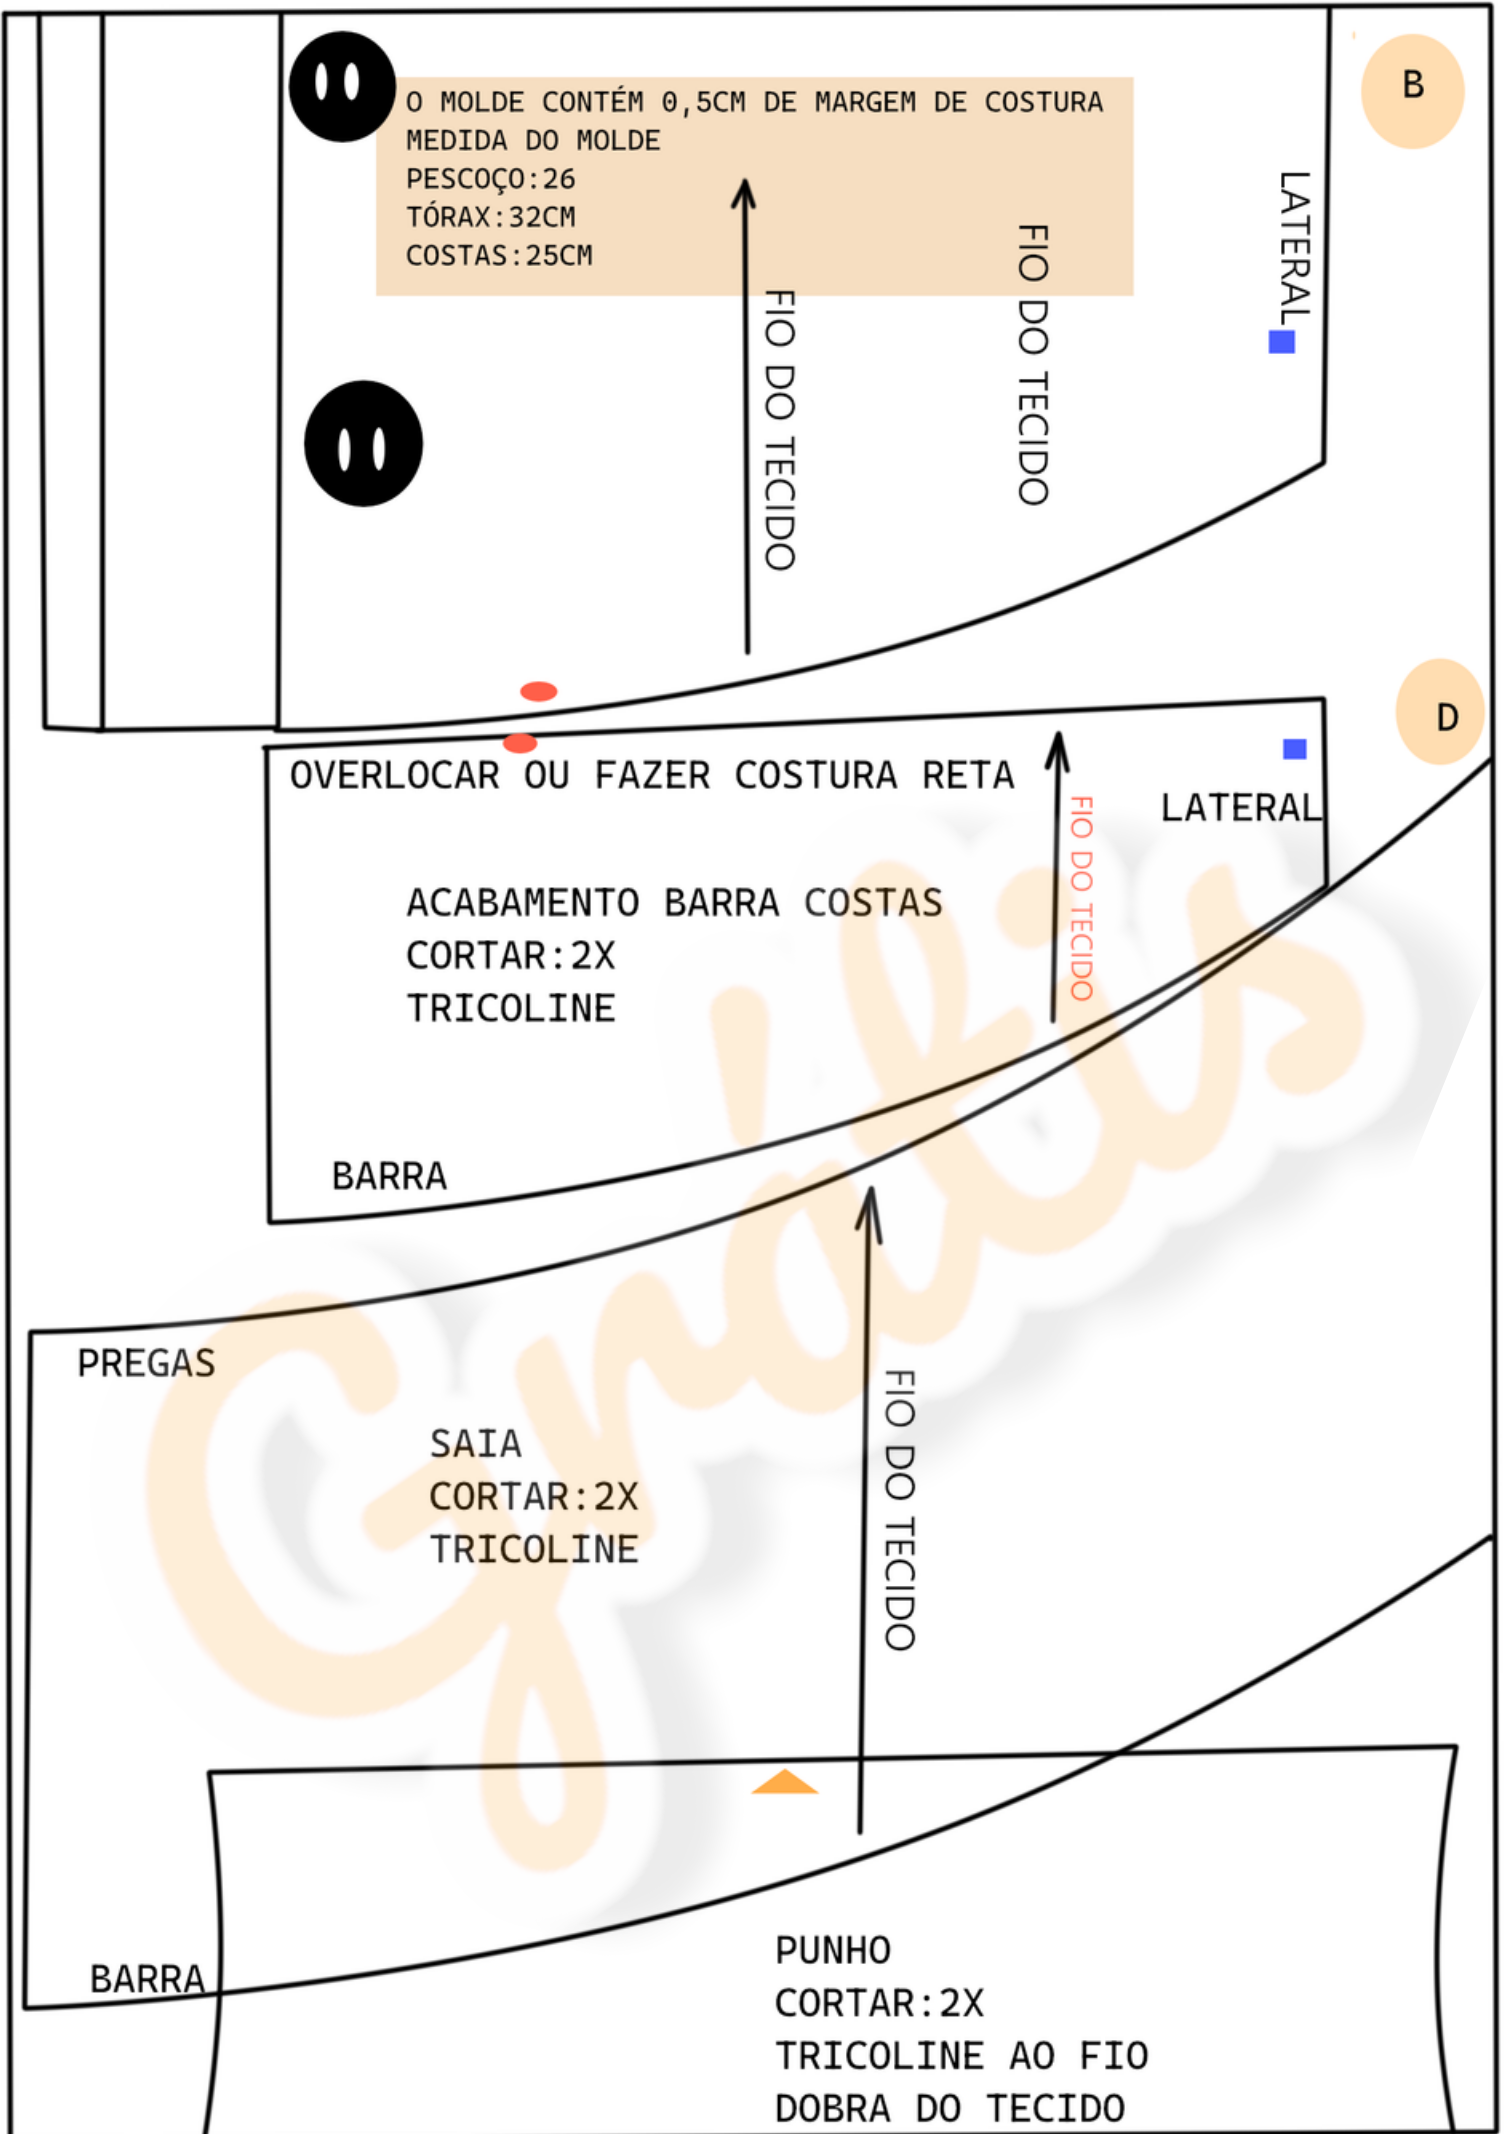 B
O MOLDE CONTÉM 0,5CM DE MARGEM DE COSTURA
MEDIDA DO MOLDE
PESCOÇO:26
TÓRAX:32CM
COSTAS:25CM
FIO DO TECIDO
FIO DO TECIDO
LATERAL
D
OVERLOCAR OU FAZER COSTURA RETA
LATERAL
FIO DO TECIDO
ACABAMENTO BARRA COSTAS
CORTAR:2X
TRICOLINE
BARRA
Grátis
PREGAS
SAIA
CORTAR:2X
TRICOLINE
FIO DO TECIDO
BARRA
PUNHO
CORTAR:2X
TRICOLINE AO FIO
DOBRA DO TECIDO